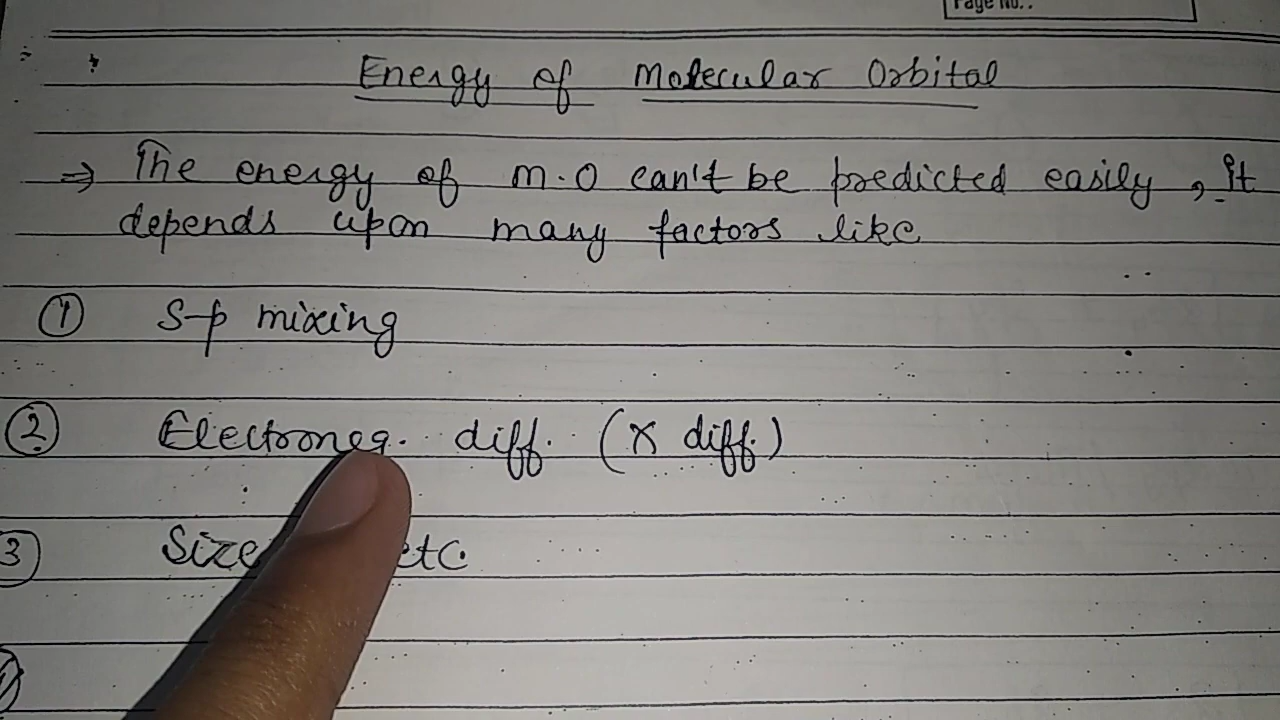 Page No.:
Energy of Molecular Orbital
⇒ The energy of M.O can't be predicted easily, it
depends upon many factors like
① S-p mixing
② Electroneg. diff. (x diff.)
③ Size etc.